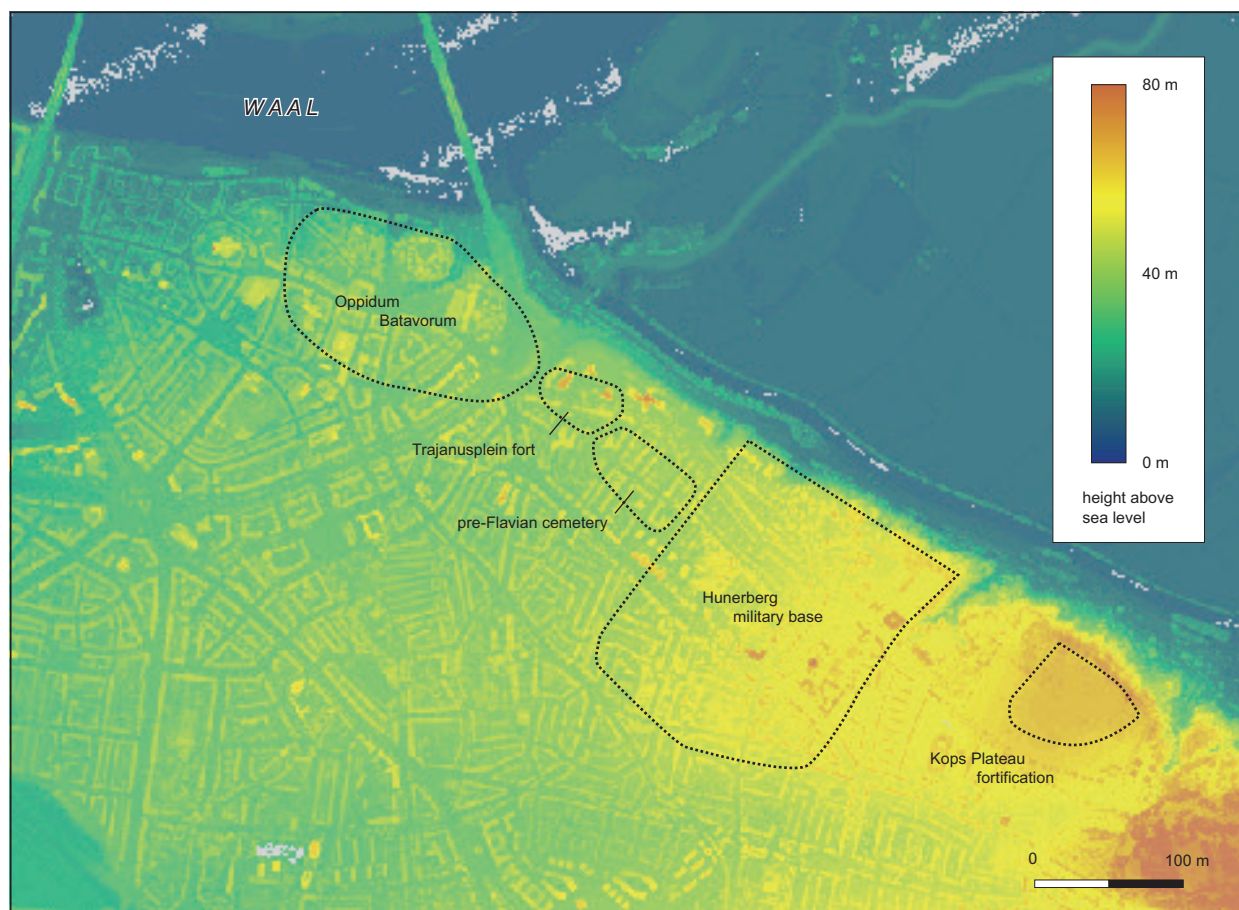 WAAL
80 m
40 m
0 m
height above
sea level
Oppidum
Batavorum
Trajanusplein fort
pre-Flavian cemetery
Hunerberg
military base
Kops Plateau
fortification
0
100 m